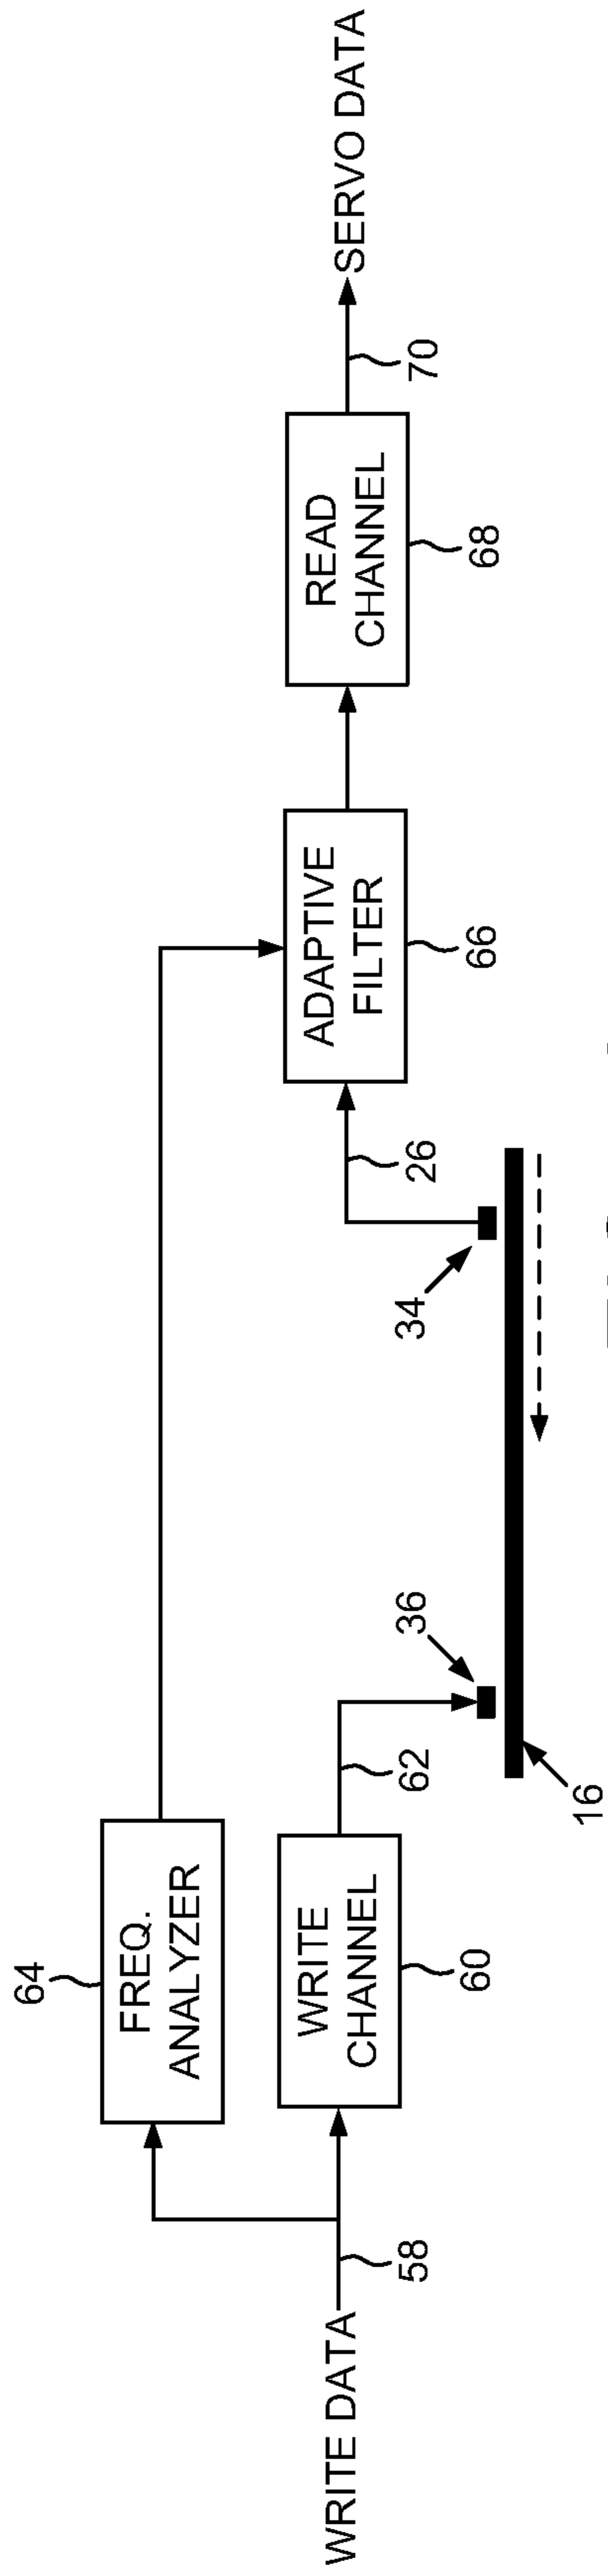 64
FREQ.
ANALYZER
WRITE DATA
58
WRITE
CHANNEL
60
62
36
16
34
26
ADAPTIVE
FILTER
66
READ
CHANNEL
68
70
SERVO DATA